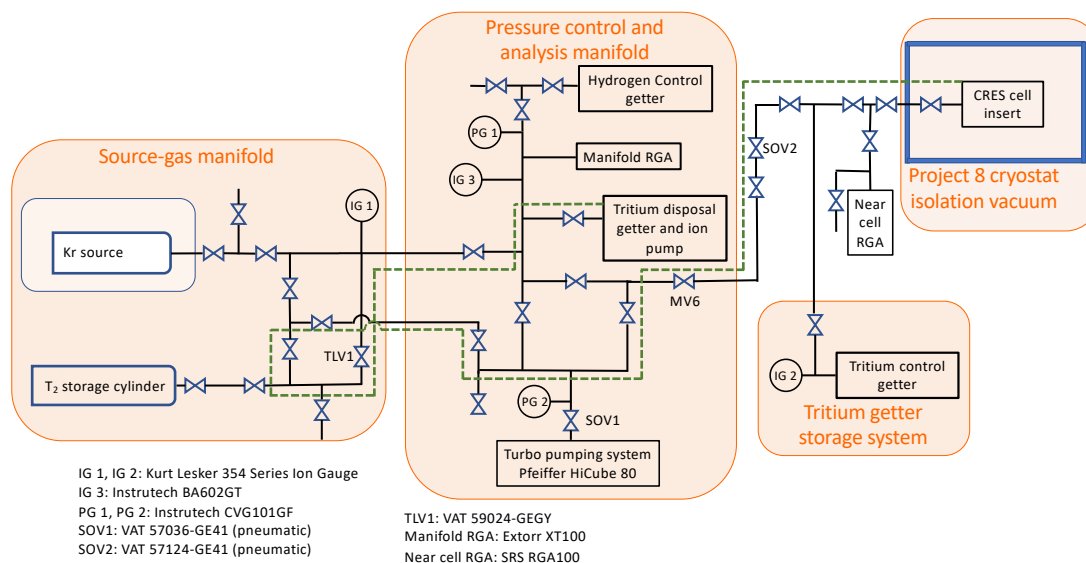 Pressure control and
analysis manifold
Hydrogen Control
getter
PG 1
Manifold RGA
IG 3
Tritium disposal
getter and ion
pump
MV6
PG 2
SOV1
Turbo pumping system
Pfeiffer HiCube 80
Source-gas manifold
IG 1
Kr source
TLV1
T₂ storage cylinder
SOV2
CRES cell
insert
Project 8 cryostat
isolation vacuum
Near
cell
RGA
IG 2
Tritium control
getter
Tritium getter
storage system
IG 1, IG 2: Kurt Lesker 354 Series Ion Gauge
IG 3: Instrutech BA602GT
PG 1, PG 2: Instrutech CVG101GF
SOV1: VAT 57036-GE41 (pneumatic)
SOV2: VAT 57124-GE41 (pneumatic)
TLV1: VAT 59024-GEGY
Manifold RGA: Extorr XT100
Near cell RGA: SRS RGA100